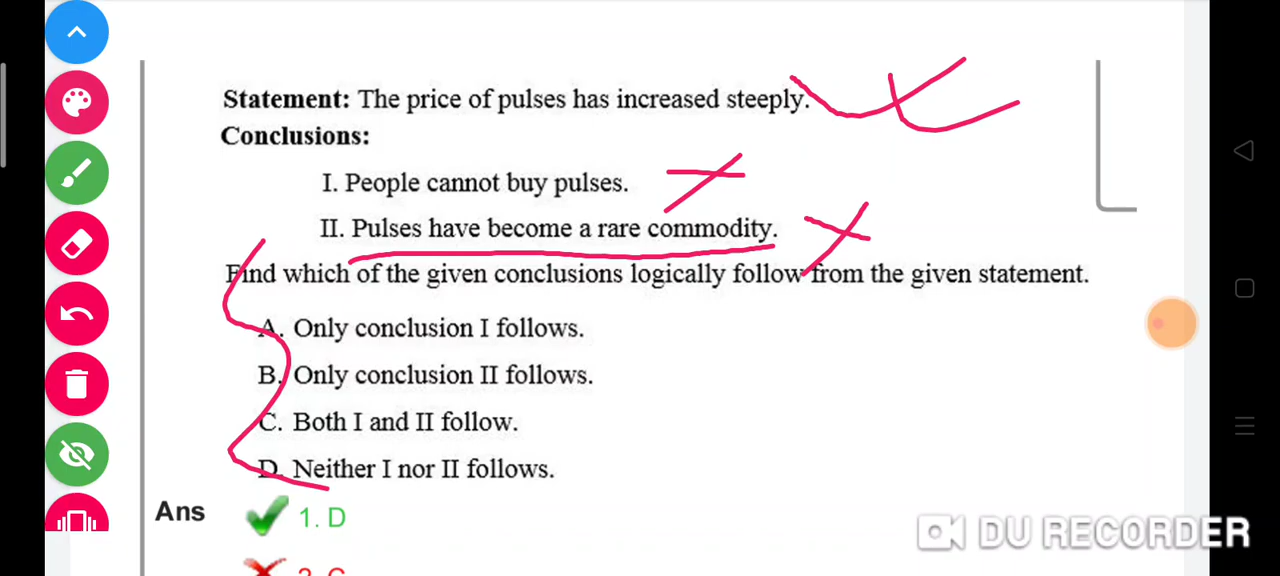 Statement: The price of pulses has increased steeply.
Conclusions:
I. People cannot buy pulses.
II. Pulses have become a rare commodity.
Find which of the given conclusions logically follow from the given statement.
A. Only conclusion I follows.
B. Only conclusion II follows.
C. Both I and II follow.
D. Neither I nor II follows.
Ans 1. D
2. C
DU RECORDER